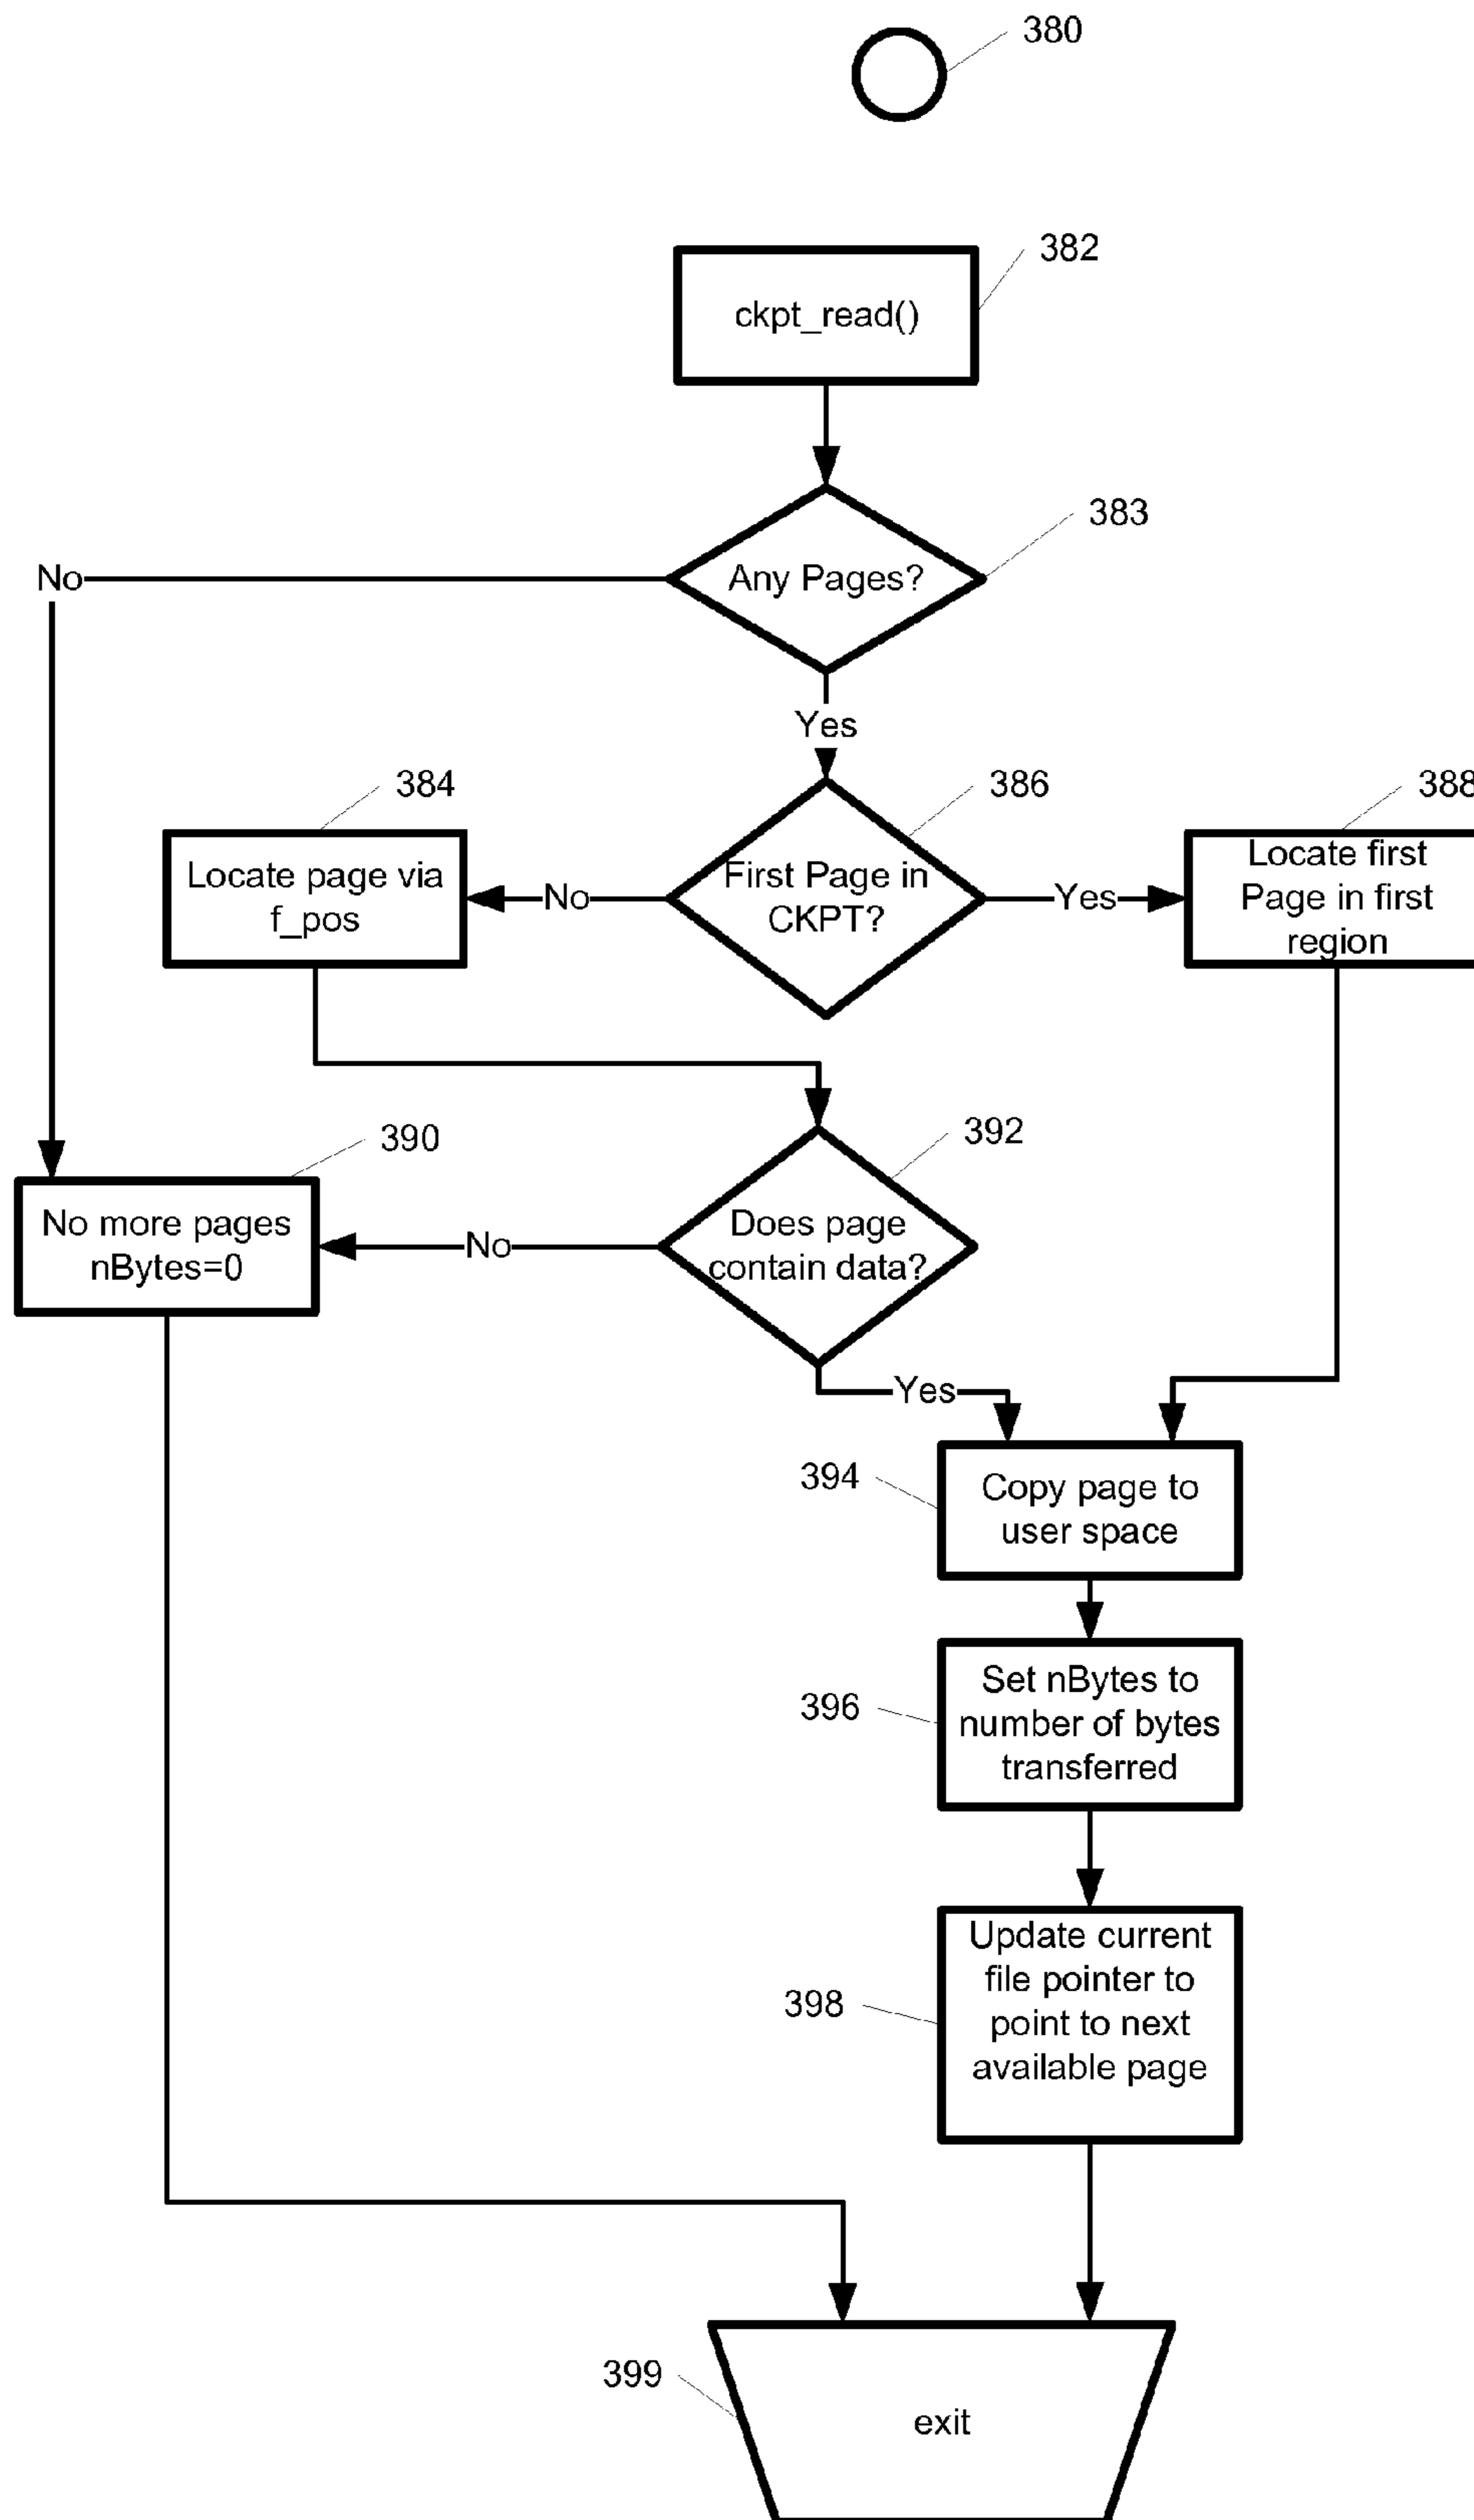 380
382
ckpt_read()
383
Any Pages?
No
Yes
384
386
388
Locate page via
f_pos
No
First Page in
CKPT?
Yes
Locate first
Page in first
region
390
392
No more pages
nBytes=0
No
Does page
contain data?
Yes
394
Copy page to
user space
396
Set nBytes to
number of bytes
transferred
398
Update current
file pointer to
point to next
available page
399
exit